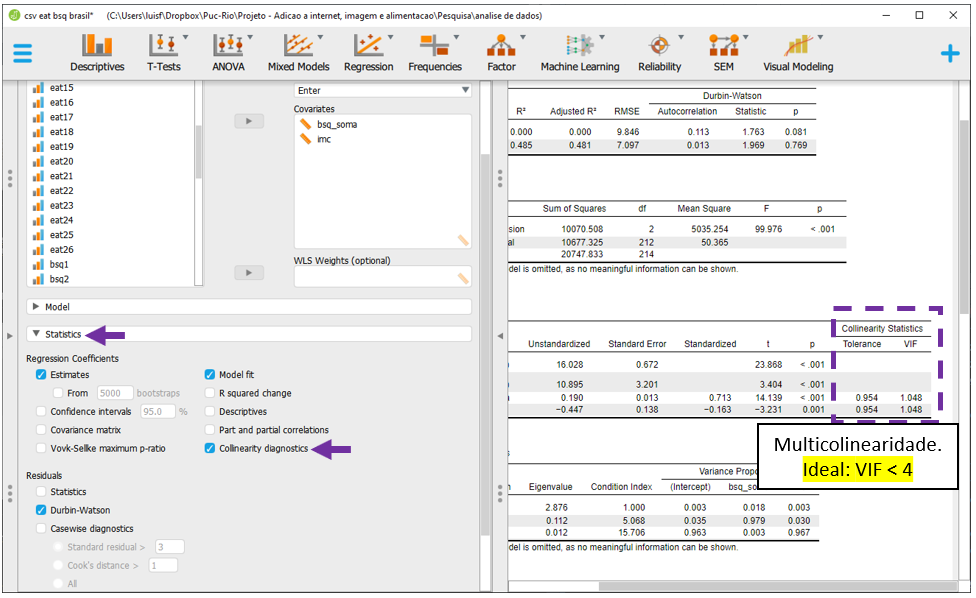 csv eat bsq brasil* (C:\Users\luisf\Dropbox\Puc-Rio\Projeto - Adicao a internet, imagem e alimentacao\Pesquisa\analise de dados)
Descriptives T-Tests ANOVA Mixed Models Regression Frequencies Factor Machine Learning Reliability SEM Visual Modeling
eat15
eat16
eat17
eat18
eat19
eat20
eat21
eat22
eat23
eat24
eat25
eat26
bsq1
bsq2
Enter
Covariates
bsq_soma
imc
WLS Weights (optional)
Model
Statistics
Regression Coefficients
Estimates
From 5000 bootstraps
Confidence intervals 95.0 %
Covariance matrix
Vovk-Sellke maximum p-ratio
Model fit
R squared change
Descriptives
Part and partial correlations
Collinearity diagnostics
Residuals
Statistics
Durbin-Watson
Casewise diagnostics
Standard residual > 3
Cook's distance > 1
All
Durbin-Watson
R² Adjusted R² RMSE Autocorrelation Statistic p
0.000 0.000 9.846 0.113 1.763 0.081
0.485 0.481 7.097 0.013 1.969 0.769
Sum of Squares df Mean Square F p
sion 10070.508 2 5035.254 99.976 < .001
al 10677.325 212 50.365
20747.833 214
del is omitted, as no meaningful information can be shown.
Collinearity Statistics
Unstandardized Standard Error Standardized t p Tolerance VIF
16.028 0.672 23.868 < .001
10.895 3.201 3.404 < .001
0.190 0.013 0.713 14.139 < .001 0.954 1.048
−0.447 0.138 −0.163 −3.231 0.001 0.954 1.048
Multicolinearidade.
Ideal: VIF < 4
Variance Propo
Eigenvalue Condition Index (Intercept) bsq_so
2.876 1.000 0.003 0.018 0.003
0.112 5.068 0.035 0.979 0.030
0.012 15.706 0.963 0.003 0.967
del is omitted, as no meaningful information can be shown.